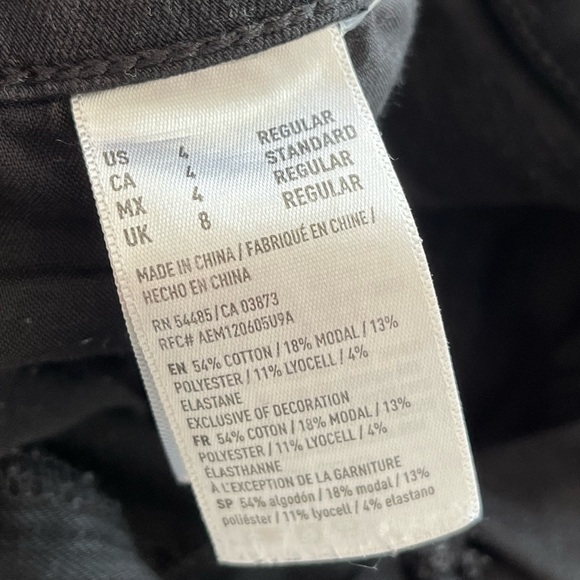 US 4 REGULAR
CA 4 STANDARD
MX 4 REGULAR
UK 8 REGULAR
MADE IN CHINA / FABRIQUÉ EN CHINE /
HECHO EN CHINA
RN 54485 / CA 03873
RFC# AEM120605U9A
EN 54% COTTON / 18% MODAL / 13%
POLYESTER / 11% LYOCELL / 4%
ELASTANE
EXCLUSIVE OF DECORATION
FR 54% COTON / 18% MODAL / 13%
POLYESTER / 11% LYOCELL / 4%
ÉLASTHANNE
À L'EXCEPTION DE LA GARNITURE
SP 54% algodón / 18% modal / 13%
poliéster / 11% lyocell / 4% elastano